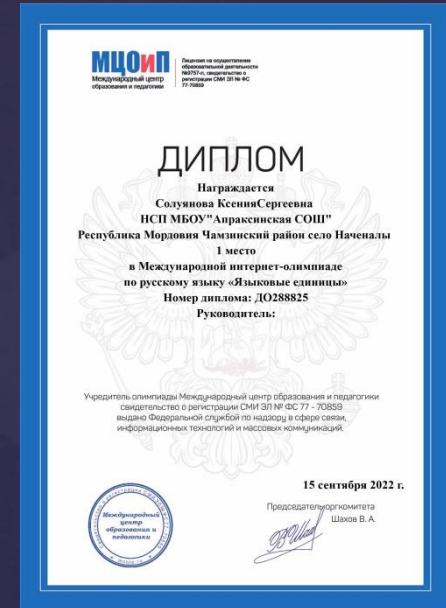 МЦОиП
Международный центр
образования и педагогики
Лицензия на осуществление
образовательной деятельности
№9757-л, свидетельство о
регистрации СМИ ЭЛ № ФС
77-70859
ДИПЛОМ
Награждается
Солуянова КсенияСергеевна
НСП МБОУ"Апраксинская СОШ"
Республика Мордовия Чамзинский район село Наченалы
1 место
в Международной интернет-олимпиаде
по русскому языку «Языковые единицы»
Номер диплома: ДО288825
Руководитель:
Учредитель олимпиады Международный центр образования и педагогики
свидетельство о регистрации СМИ ЭЛ № ФС 77 - 70859
выдано Федеральной службой по надзору в сфере связи,
информационных технологий и массовых коммуникаций.
15 сентября 2022 г.
Председательоргкомитета
Шахов В. А.
Международный
центр
образования и
педагогики